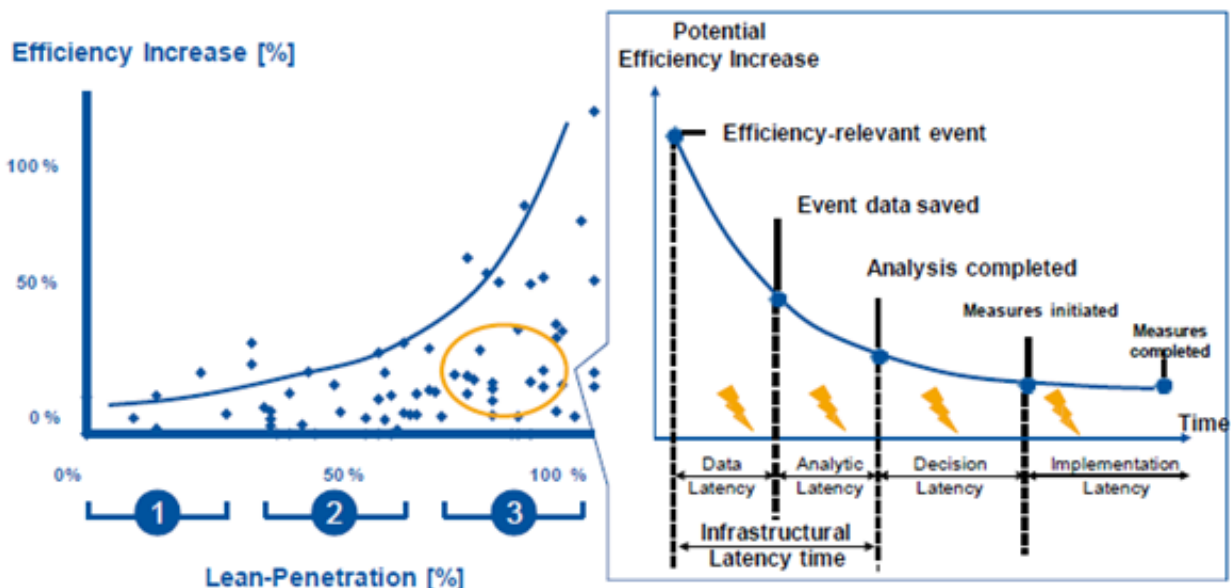 Efficiency Increase [%]
100 %
50 %
0 %
0%
50 %
100 %
1
2
3
Lean-Penetration [%]
Potential
Efficiency Increase
Efficiency-relevant event
Event data saved
Analysis completed
Measures initiated
Measures
completed
Time
Data
Latency
Analytic
Latency
Decision
Latency
Implementation
Latency
Infrastructural
Latency time